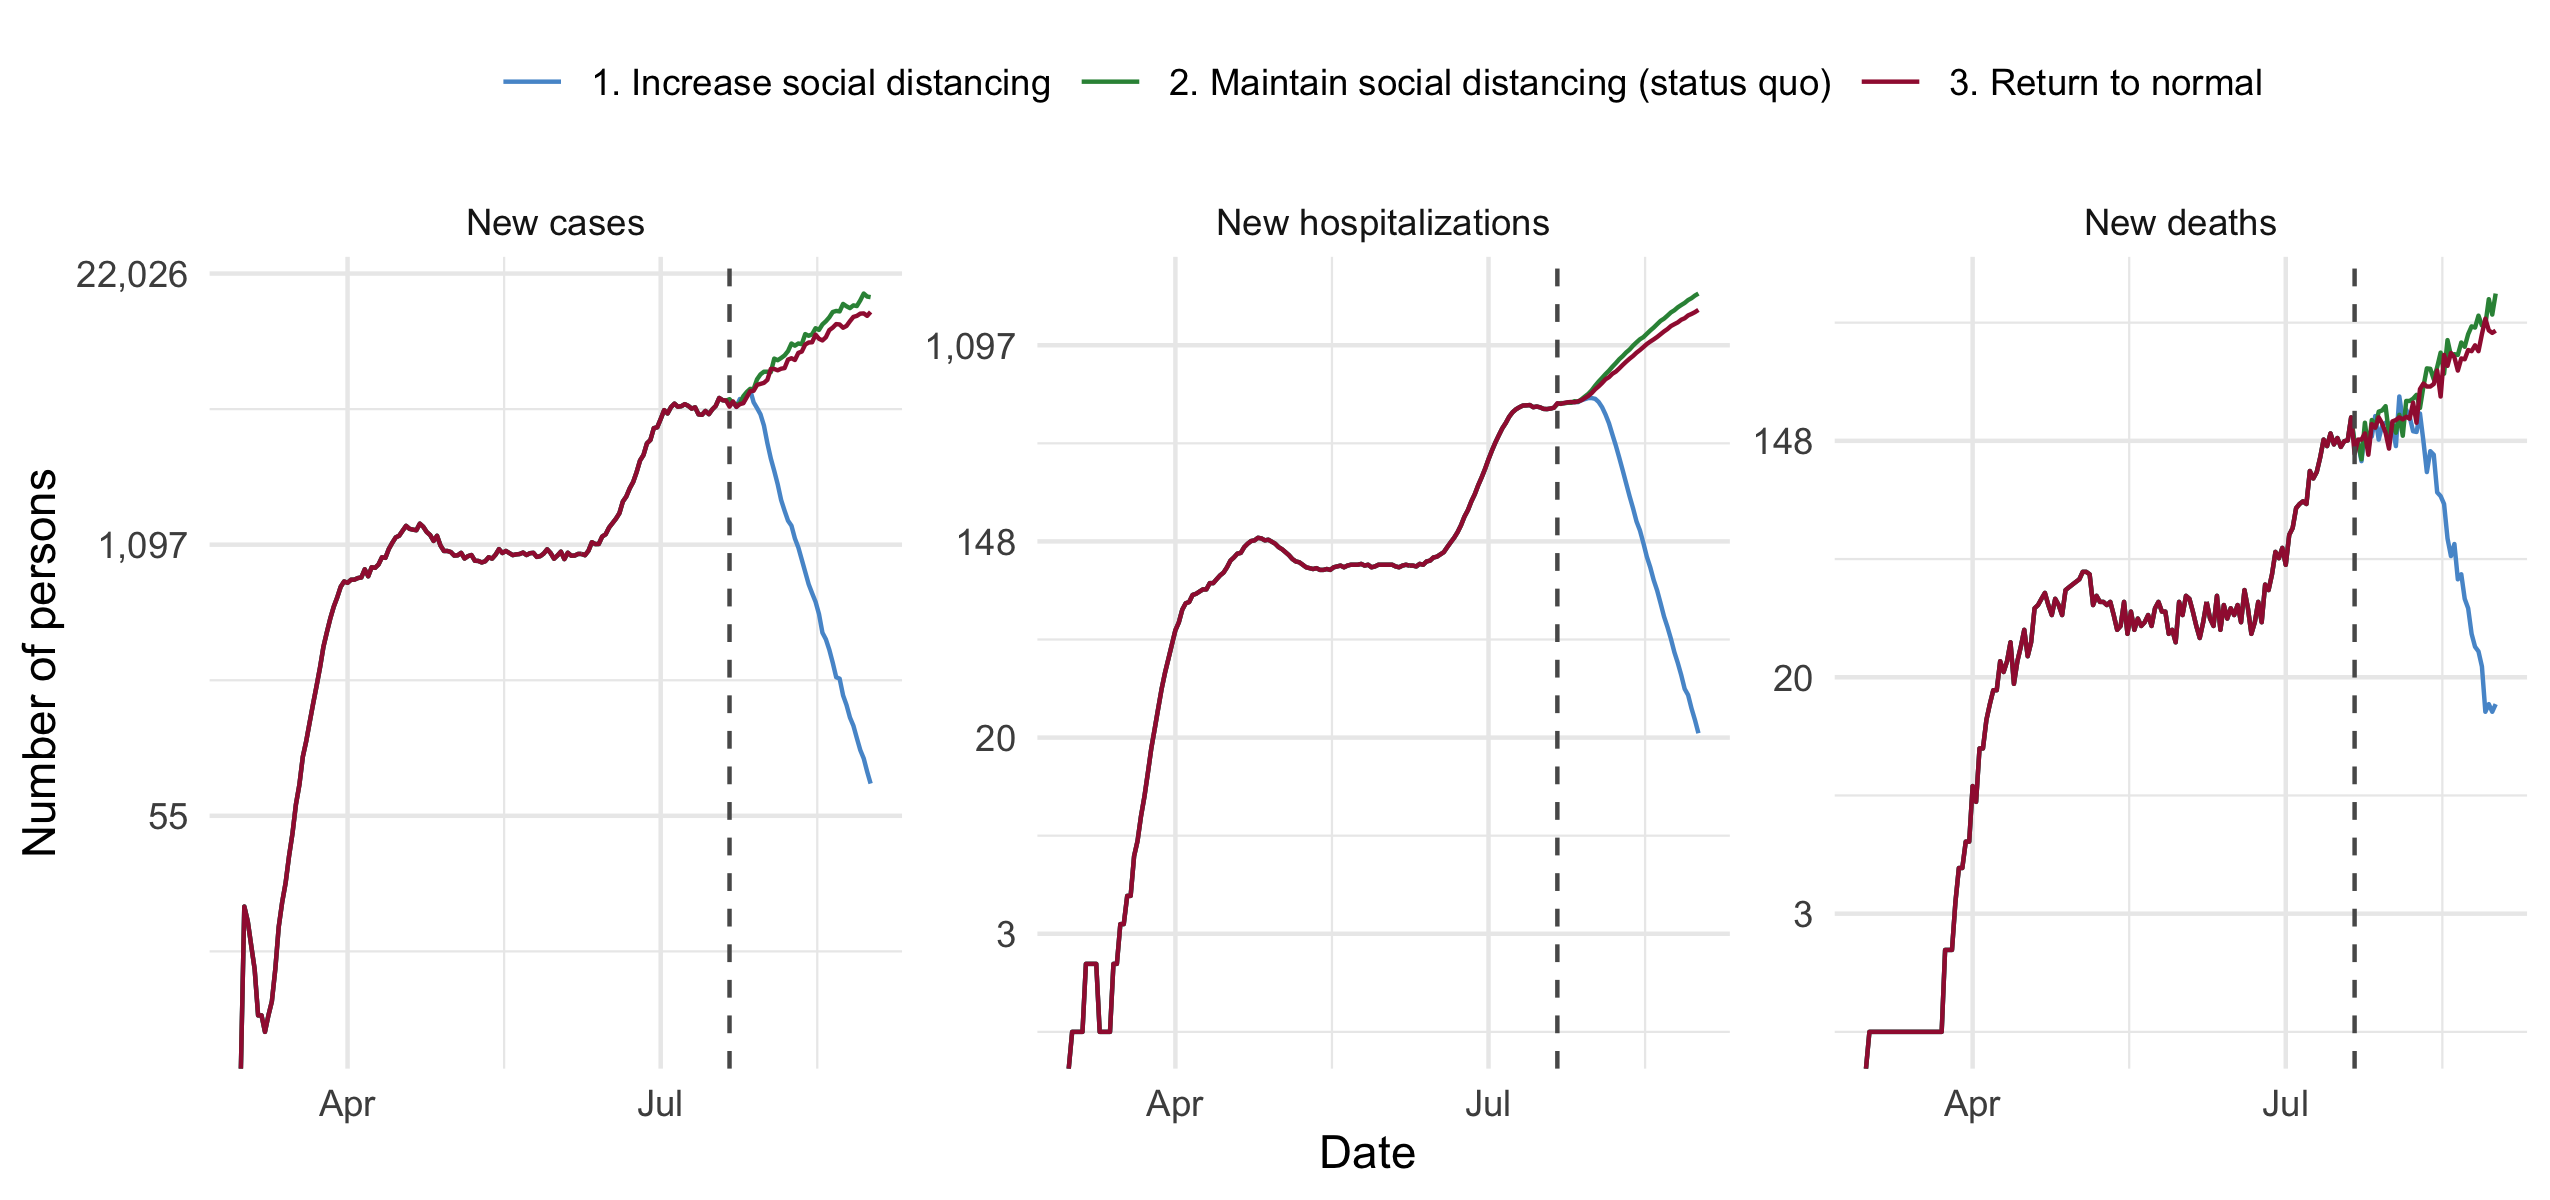 1. Increase social distancing 2. Maintain social distancing (status quo) 3. Return to normal
New cases New hospitalizations New deaths
Number of persons
22,026
1,097
55
1,097
148
20
3
148
20
3
Apr Jul Apr Jul Apr Jul
Date